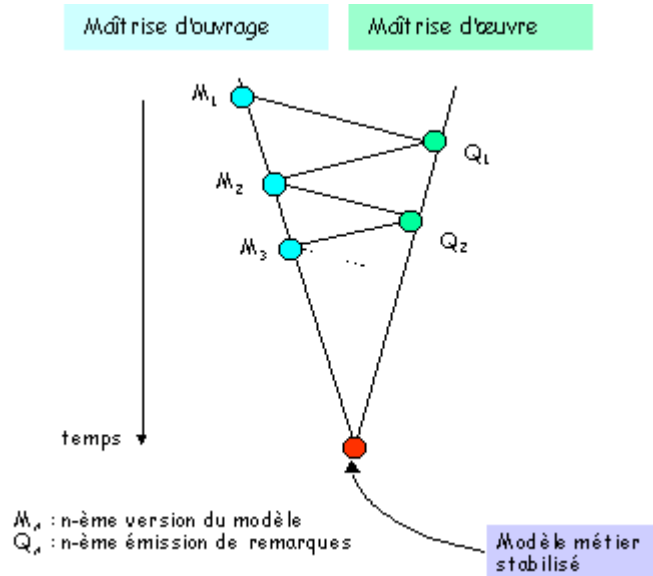 Maîtrise d'ouvrage
Maîtrise d'œuvre
M₁
Q₁
M₂
Q₂
M₃
...
temps
Mₙ : n-ème version du modèle
Qₙ : n-ème émission de remarques
Modèle métier
stabilisé